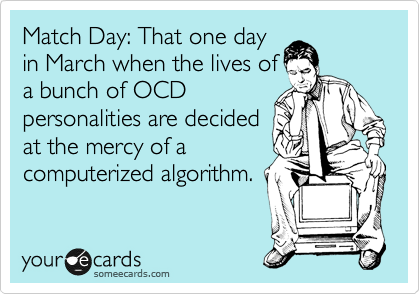 Match Day: That one day
in March when the lives of
a bunch of OCD
personalities are decided
at the mercy of a
computerized algorithm.
your e cards
someecards.com